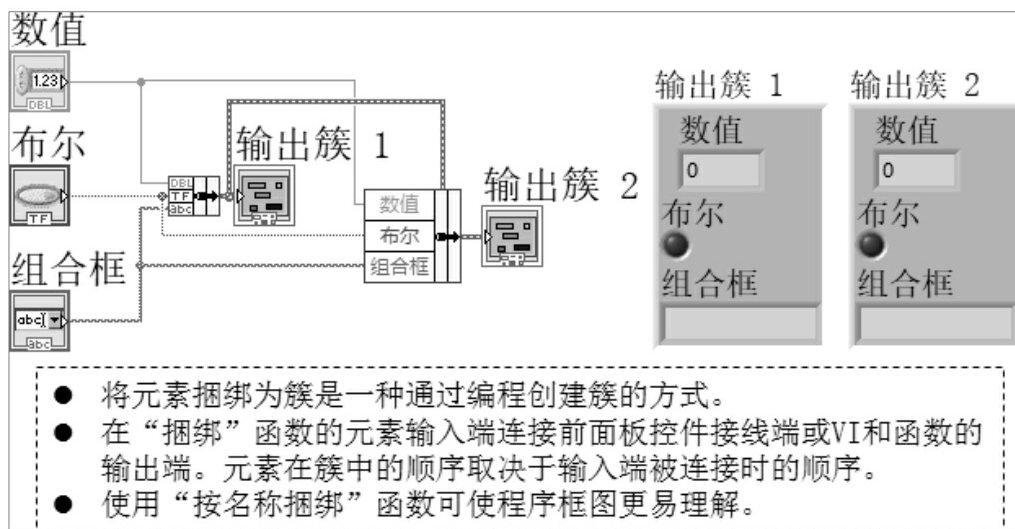 数值
1.23
DBL
布尔
TF
组合框
abc
abc
DBL
TF
abc
输出簇 1
数值
布尔
组合框
输出簇 2
输出簇 1
数值
0
布尔
组合框
输出簇 2
数值
0
布尔
组合框
● 将元素捆绑为簇是一种通过编程创建簇的方式。
● 在“捆绑”函数的元素输入端连接前面板控件接线端或VI和函数的
输出端。元素在簇中的顺序取决于输入端被连接时的顺序。
● 使用“按名称捆绑”函数可使程序框图更易理解。